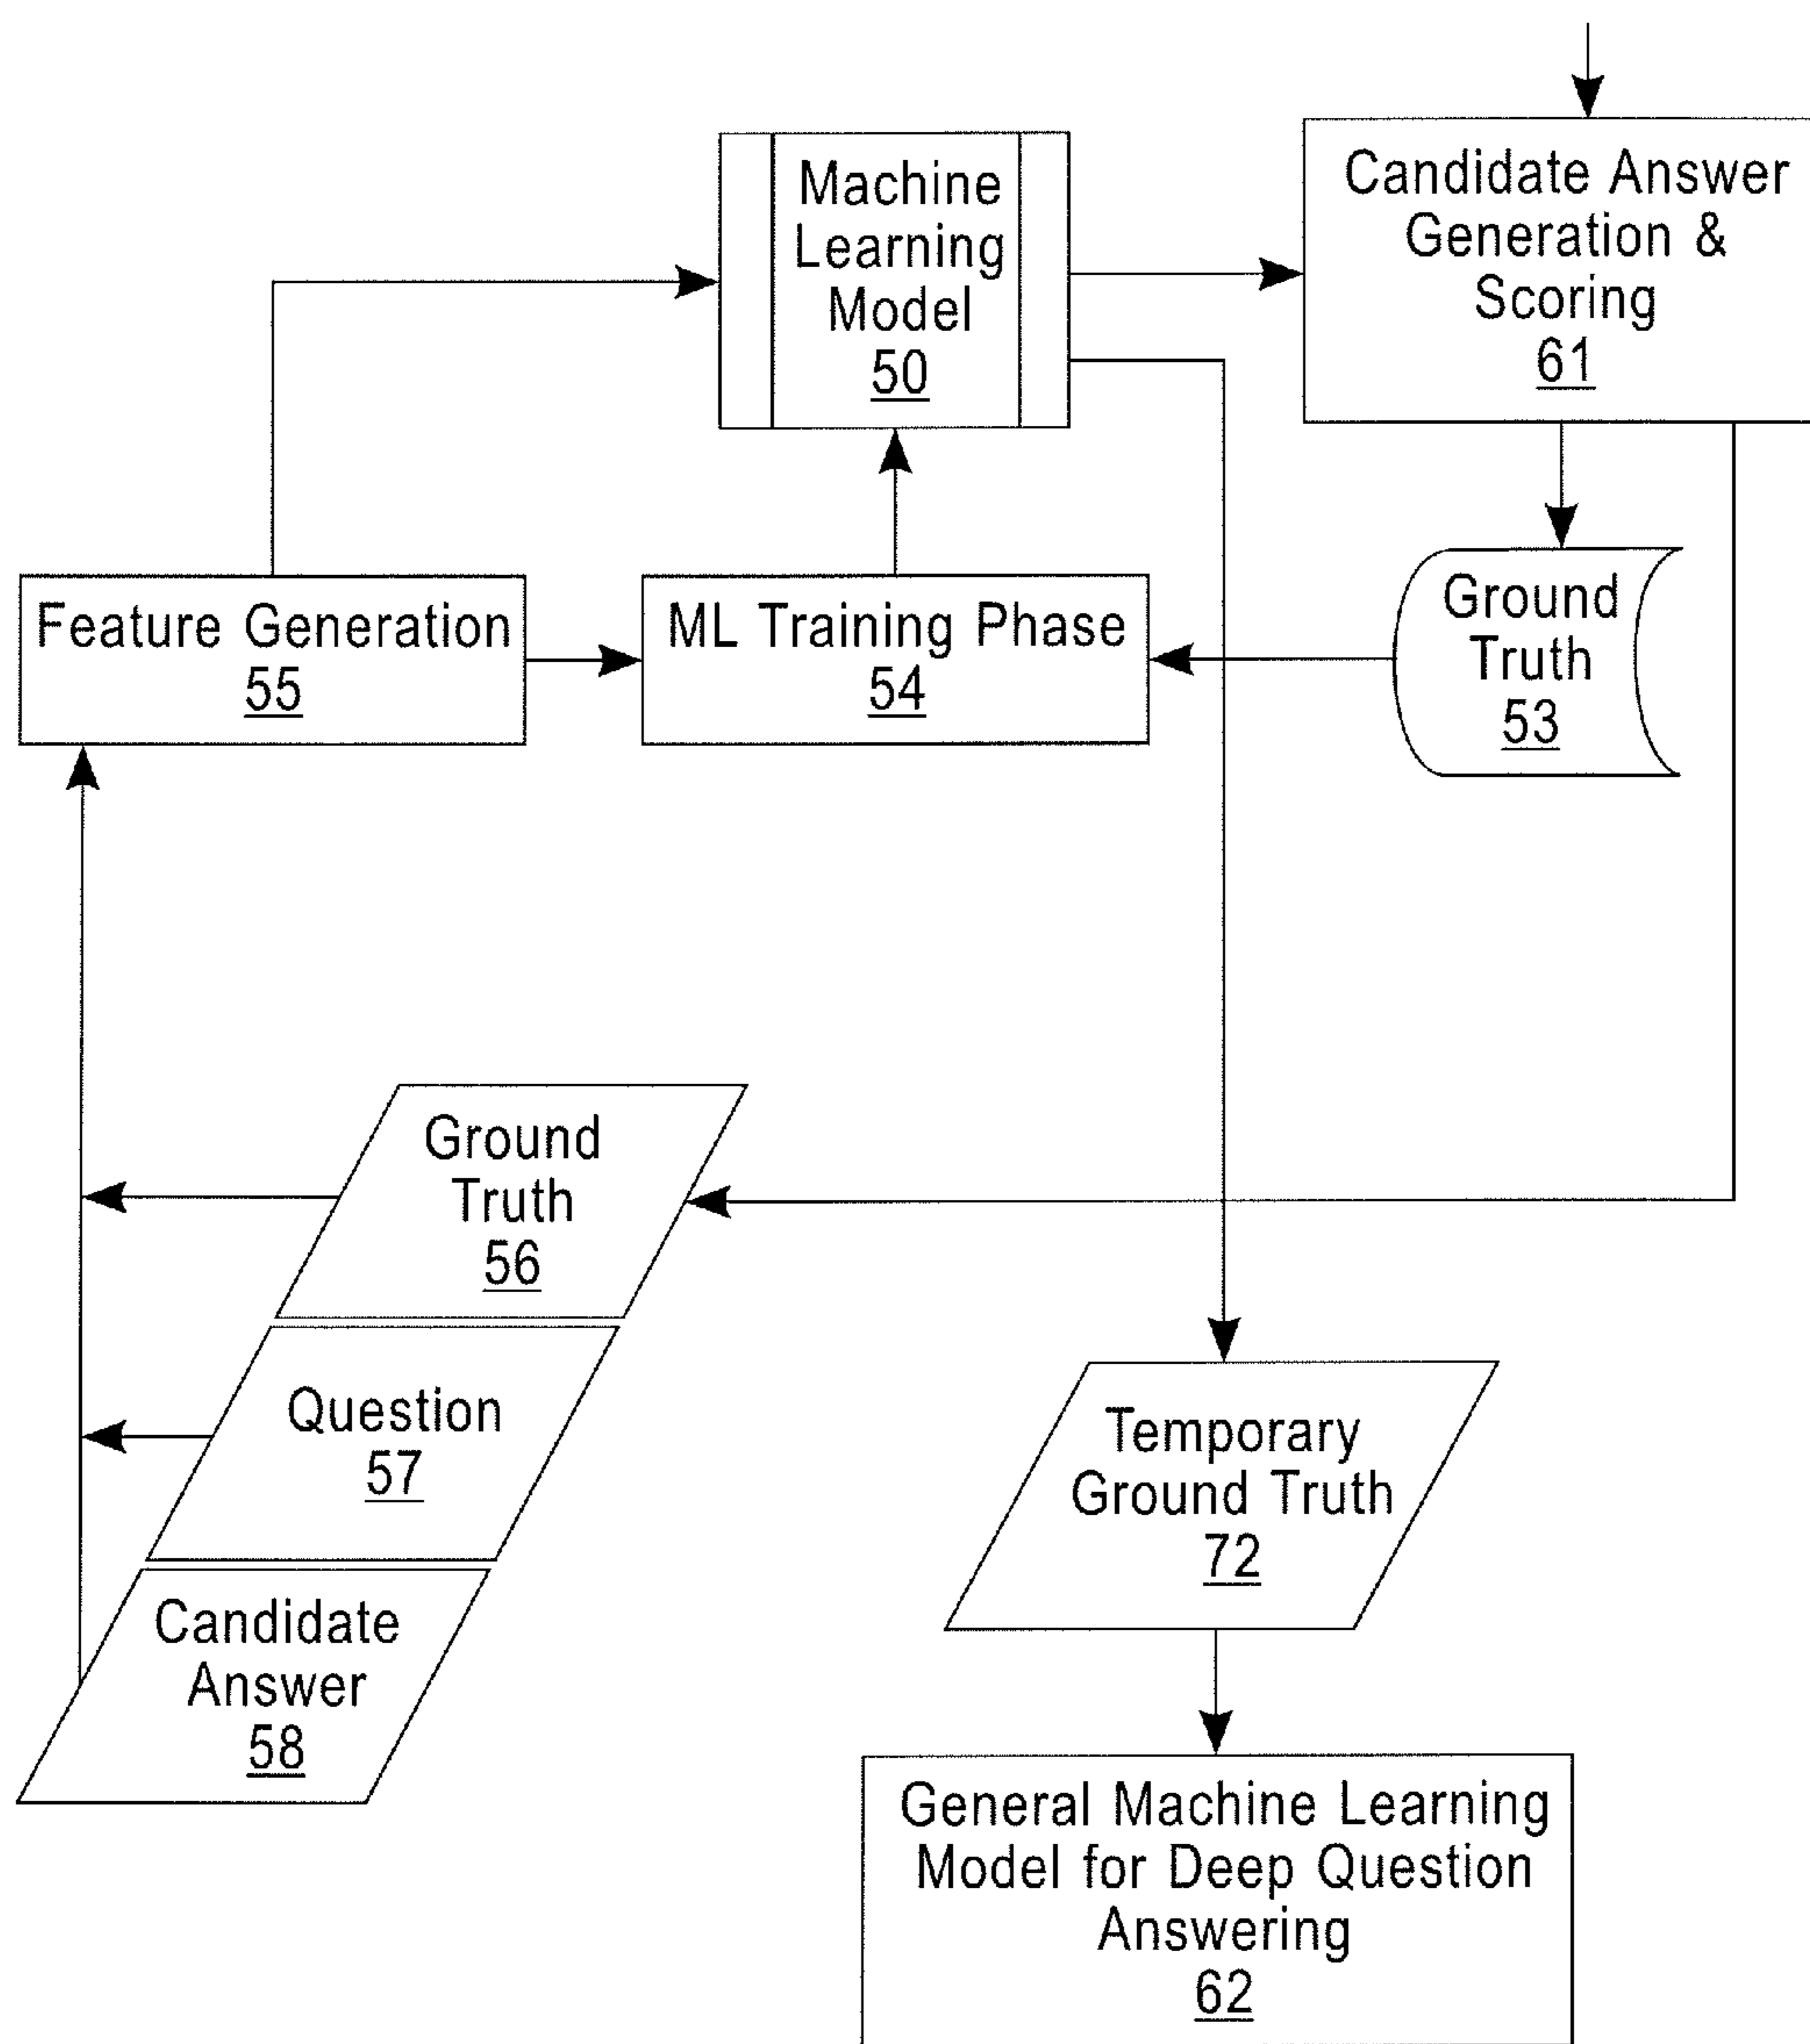 Machine
Learning
Model
50
Candidate Answer
Generation &
Scoring
61
Feature Generation
55
ML Training Phase
54
Ground
Truth
53
Ground
Truth
56
Question
57
Candidate
Answer
58
Temporary
Ground Truth
72
General Machine Learning
Model for Deep Question
Answering
62